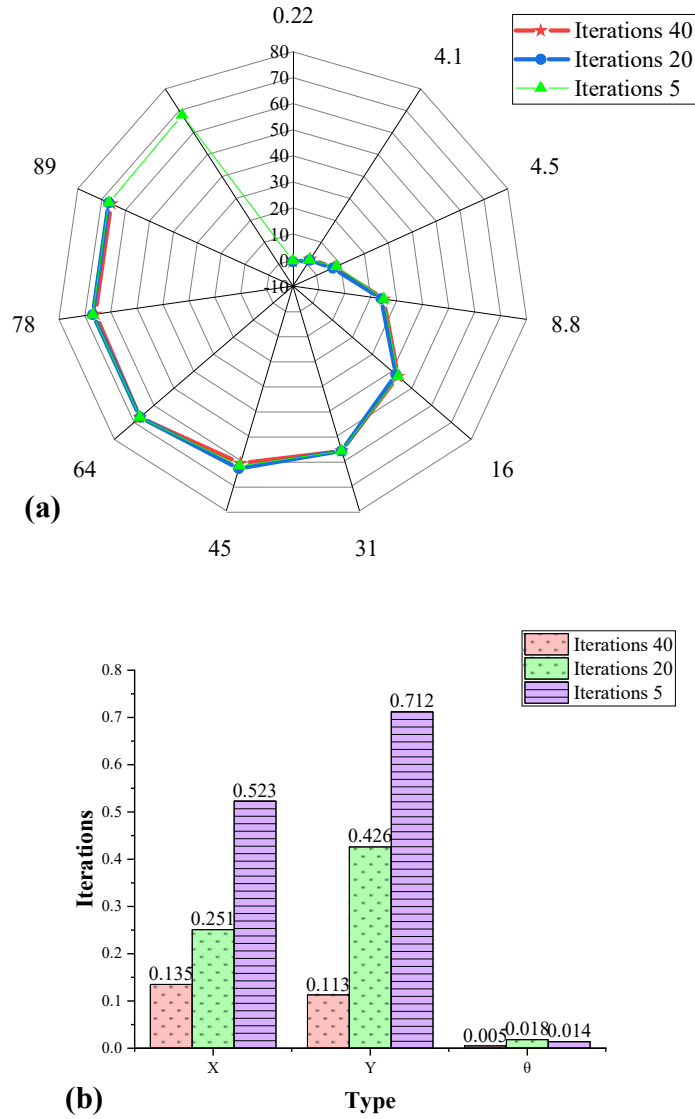 0.22
4.1
4.5
8.8
16
31
45
64
78
89
80
70
60
50
40
30
20
10
0
-10
Iterations 40
Iterations 20
Iterations 5
(a)
Iterations 40
Iterations 20
Iterations 5
0.8
0.7
0.6
0.5
0.4
0.3
0.2
0.1
0.0
Iterations
0.135
0.251
0.523
0.113
0.426
0.712
0.005
0.018
0.014
X
Y
θ
Type
(b)